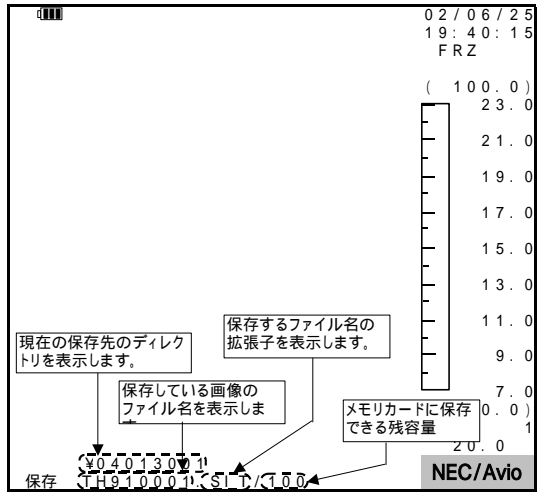 02/06/25
19:40:15
FRZ
( 100.0)
23.0
21.0
19.0
17.0
15.0
13.0
11.0
9.0
7.0
保存するファイル名の
拡張子を表示します。
現在の保存先のディレク
トリを表示します。
保存している画像の
ファイル名を表示しま
メモリカードに保存
できる残容量
0.0)
1
20.0
¥04013001
保存 TH910001.SIT/100
NEC/Avio